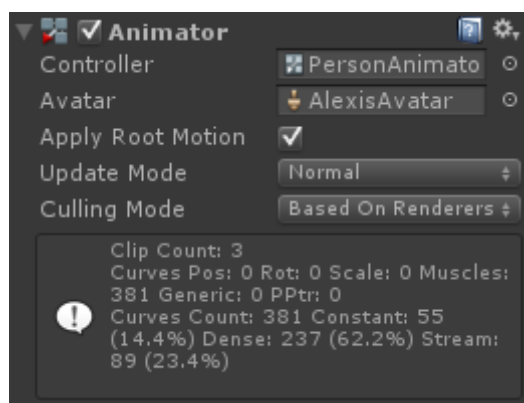 Animator
Controller PersonAnimato
Avatar AlexisAvatar
Apply Root Motion
Update Mode Normal
Culling Mode Based On Renderers
Clip Count: 3
Curves Pos: 0 Rot: 0 Scale: 0 Muscles:
381 Generic: 0 PPtr: 0
Curves Count: 381 Constant: 55
(14.4%) Dense: 237 (62.2%) Stream:
89 (23.4%)